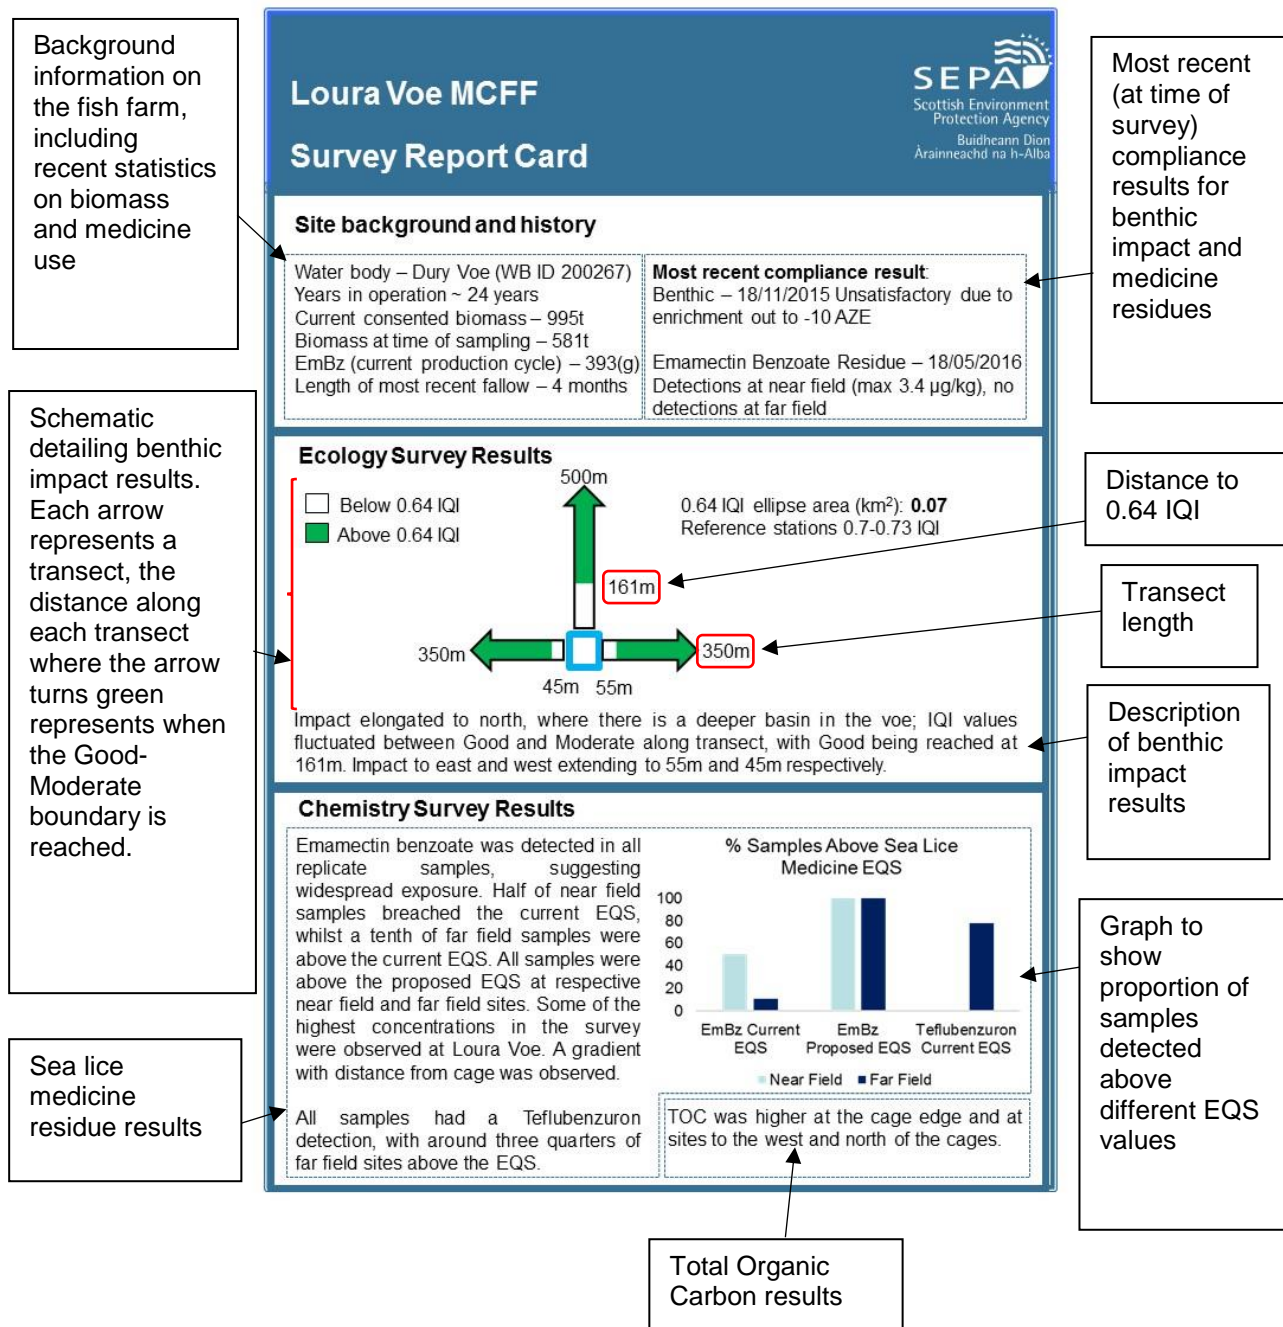 Background
information on
the fish farm,
including
recent statistics
on biomass
and medicine
use
Loura Voe MCFF
Survey Report Card
SEPA
Scottish Environment
Protection Agency
Buidheann Dìon
Àrainneachd na h-Alba
Most recent
(at time of
survey)
compliance
results for
benthic
impact and
medicine
residues
Site background and history
Water body – Dury Voe (WB ID 200267)
Years in operation ~ 24 years
Current consented biomass – 995t
Biomass at time of sampling – 581t
EmBz (current production cycle) – 393(g)
Length of most recent fallow – 4 months
Most recent compliance result:
Benthic – 18/11/2015 Unsatisfactory due to
enrichment out to -10 AZE
Emamectin Benzoate Residue – 18/05/2016
Detections at near field (max 3.4 µg/kg), no
detections at far field
Schematic
detailing benthic
impact results.
Each arrow
represents a
transect, the
distance along
each transect
where the arrow
turns green
represents when
the Good-
Moderate
boundary is
reached.
Ecology Survey Results
Below 0.64 IQI
Above 0.64 IQI
500m
0.64 IQI ellipse area (km²): 0.07
Reference stations 0.7-0.73 IQI
161m
350m
350m
45m
55m
Impact elongated to north, where there is a deeper basin in the voe; IQI values
fluctuated between Good and Moderate along transect, with Good being reached at
161m. Impact to east and west extending to 55m and 45m respectively.
Distance to
0.64 IQI
Transect
length
Description
of benthic
impact
results
Chemistry Survey Results
Emamectin benzoate was detected in all
replicate samples, suggesting
widespread exposure. Half of near field
samples breached the current EQS,
whilst a tenth of far field samples were
above the current EQS. All samples were
above the proposed EQS at respective
near field and far field sites. Some of the
highest concentrations in the survey
were observed at Loura Voe. A gradient
with distance from cage was observed.
All samples had a Teflubenzuron
detection, with around three quarters of
far field sites above the EQS.
% Samples Above Sea Lice
Medicine EQS
100
80
60
40
20
0
EmBz Current
EQS
EmBz
Proposed EQS
Teflubenzuron
Current EQS
Near Field
Far Field
TOC was higher at the cage edge and at
sites to the west and north of the cages.
Graph to
show
proportion of
samples
detected
above
different EQS
values
Sea lice
medicine
residue results
Total Organic
Carbon results